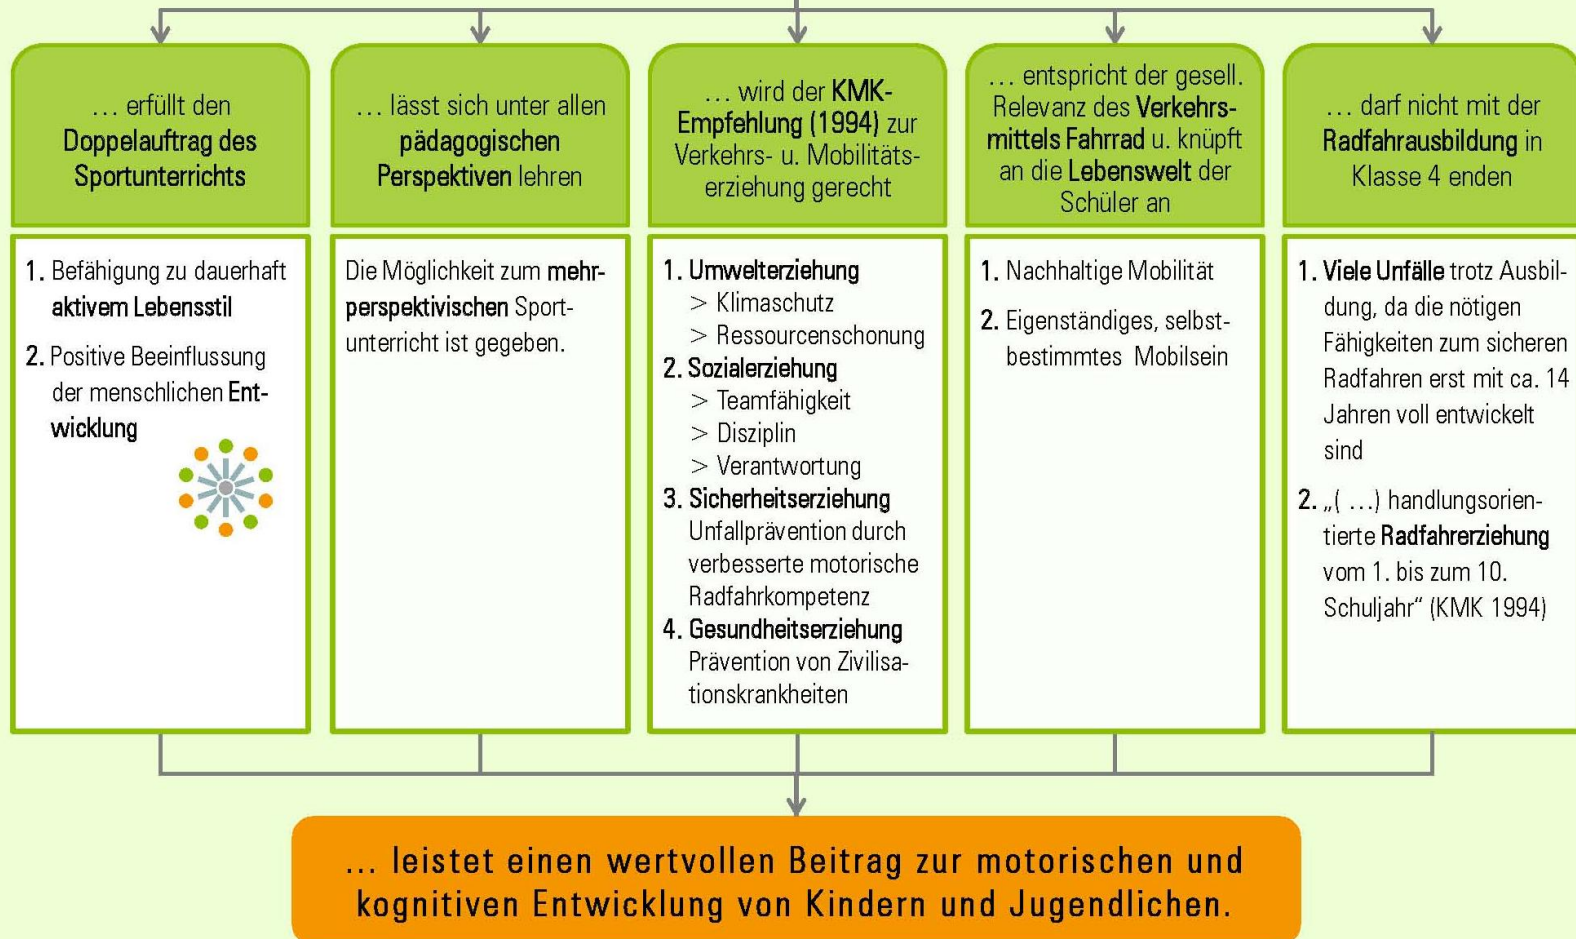 … erfüllt den
Doppelauftrag des
Sportunterrichts
1. Befähigung zu dauerhaft
aktivem Lebensstil
2. Positive Beeinflussung
der menschlichen Ent-
wicklung
… lässt sich unter allen
pädagogischen
Perspektiven lehren
Die Möglichkeit zum mehr-
perspektivischen Sport-
unterricht ist gegeben.
… wird der KMK-
Empfehlung (1994) zur
Verkehrs- u. Mobilitäts-
erziehung gerecht
1. Umwelterziehung
> Klimaschutz
> Ressourcenschonung
2. Sozialerziehung
> Teamfähigkeit
> Disziplin
> Verantwortung
3. Sicherheitserziehung
Unfallprävention durch
verbesserte motorische
Radfahrkompetenz
4. Gesundheitserziehung
Prävention von Zivilisa-
tionskrankheiten
… entspricht der gesell.
Relevanz des Verkehrs-
mittels Fahrrad u. knüpft
an die Lebenswelt der
Schüler an
1. Nachhaltige Mobilität
2. Eigenständiges, selbst-
bestimmtes Mobilsein
… darf nicht mit der
Radfahrausbildung in
Klasse 4 enden
1. Viele Unfälle trotz Ausbil-
dung, da die nötigen
Fähigkeiten zum sicheren
Radfahren erst mit ca. 14
Jahren voll entwickelt
sind
2. „( …) handlungsorien-
tierte Radfahrerziehung
vom 1. bis zum 10.
Schuljahr“ (KMK 1994)
… leistet einen wertvollen Beitrag zur motorischen und
kognitiven Entwicklung von Kindern und Jugendlichen.